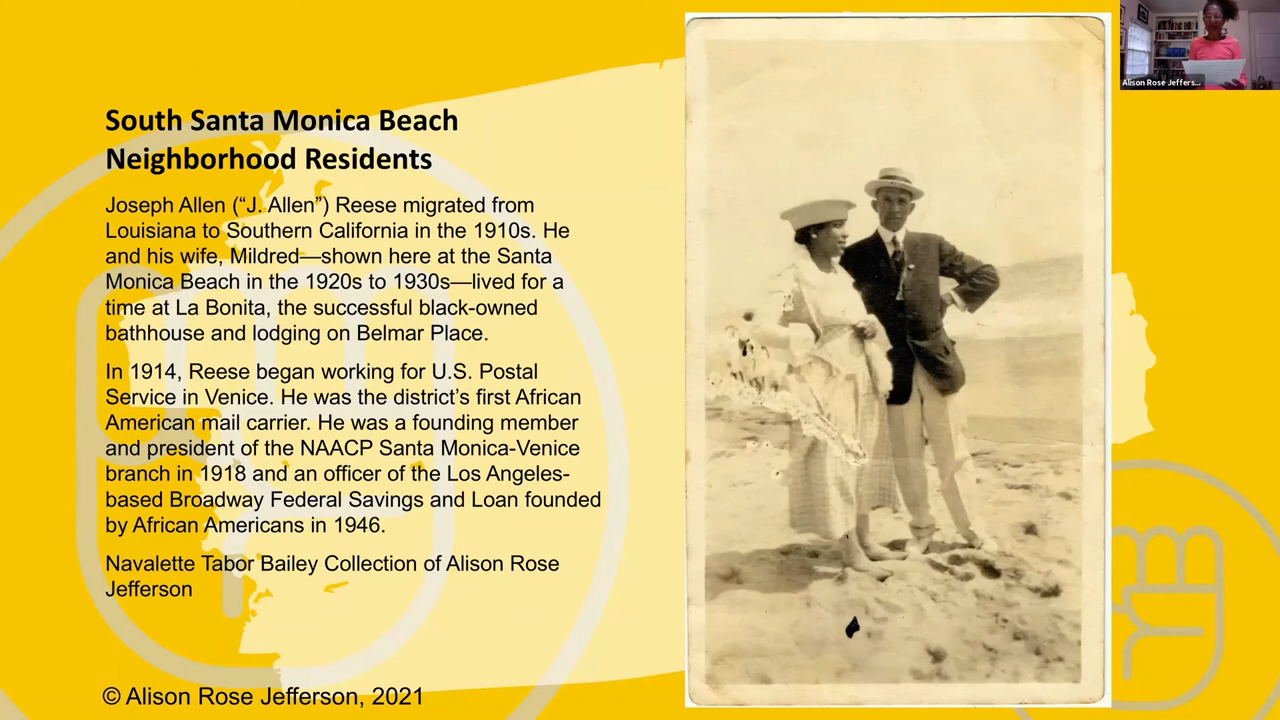 South Santa Monica Beach
Neighborhood Residents
Joseph Allen (“J. Allen”) Reese migrated from
Louisiana to Southern California in the 1910s. He
and his wife, Mildred—shown here at the Santa
Monica Beach in the 1920s to 1930s—lived for a
time at La Bonita, the successful black-owned
bathhouse and lodging on Belmar Place.
In 1914, Reese began working for U.S. Postal
Service in Venice. He was the district’s first African
American mail carrier. He was a founding member
and president of the NAACP Santa Monica-Venice
branch in 1918 and an officer of the Los Angeles-
based Broadway Federal Savings and Loan founded
by African Americans in 1946.
Navalette Tabor Bailey Collection of Alison Rose
Jefferson
© Alison Rose Jefferson, 2021
Alison Rose Jeffers...